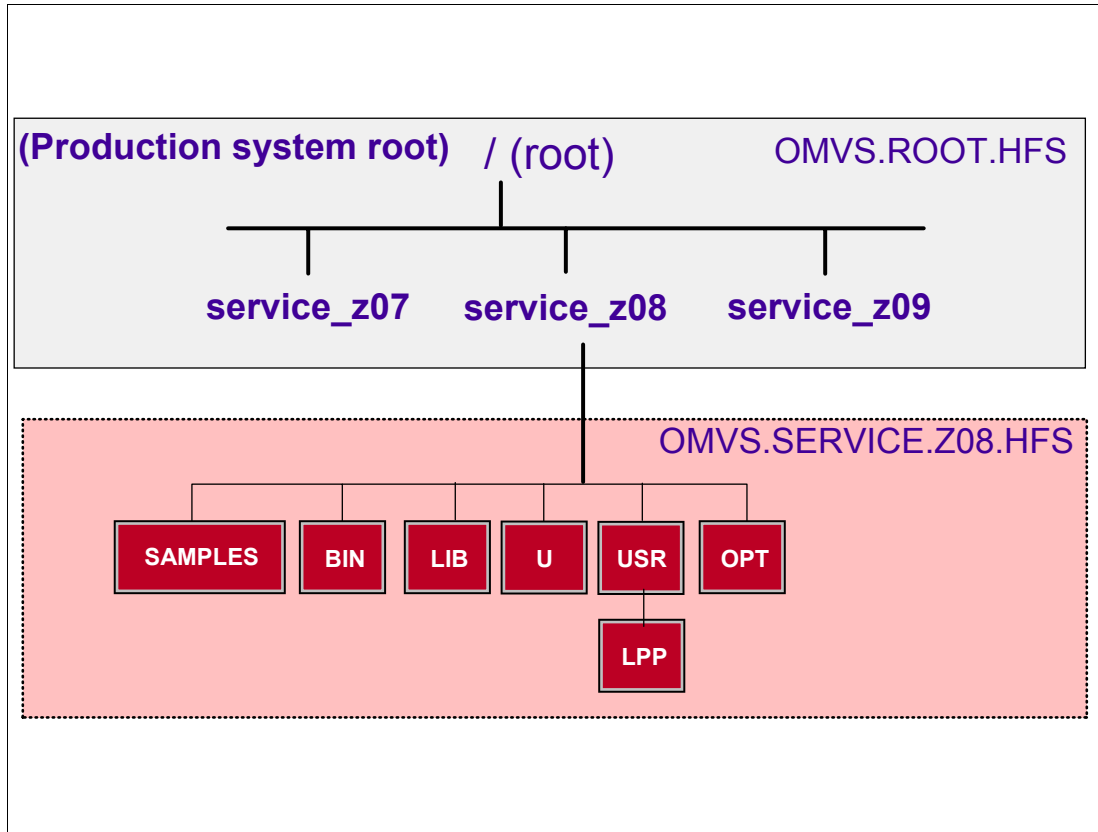 (Production system root) / (root) OMVS.ROOT.HFS
service_z07 service_z08 service_z09
OMVS.SERVICE.Z08.HFS
SAMPLES BIN LIB U USR OPT
LPP